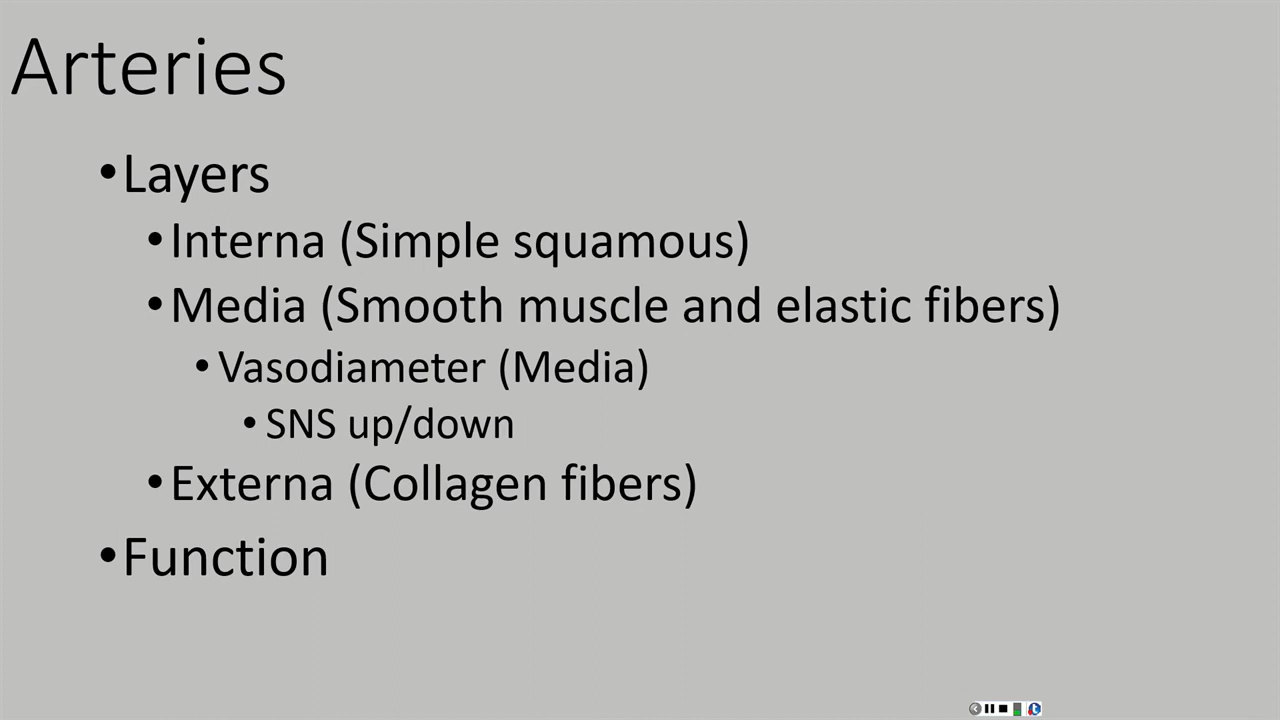 Arteries
•Layers
•Interna (Simple squamous)
•Media (Smooth muscle and elastic fibers)
•Vasodiameter (Media)
•SNS up/down
•Externa (Collagen fibers)
•Function